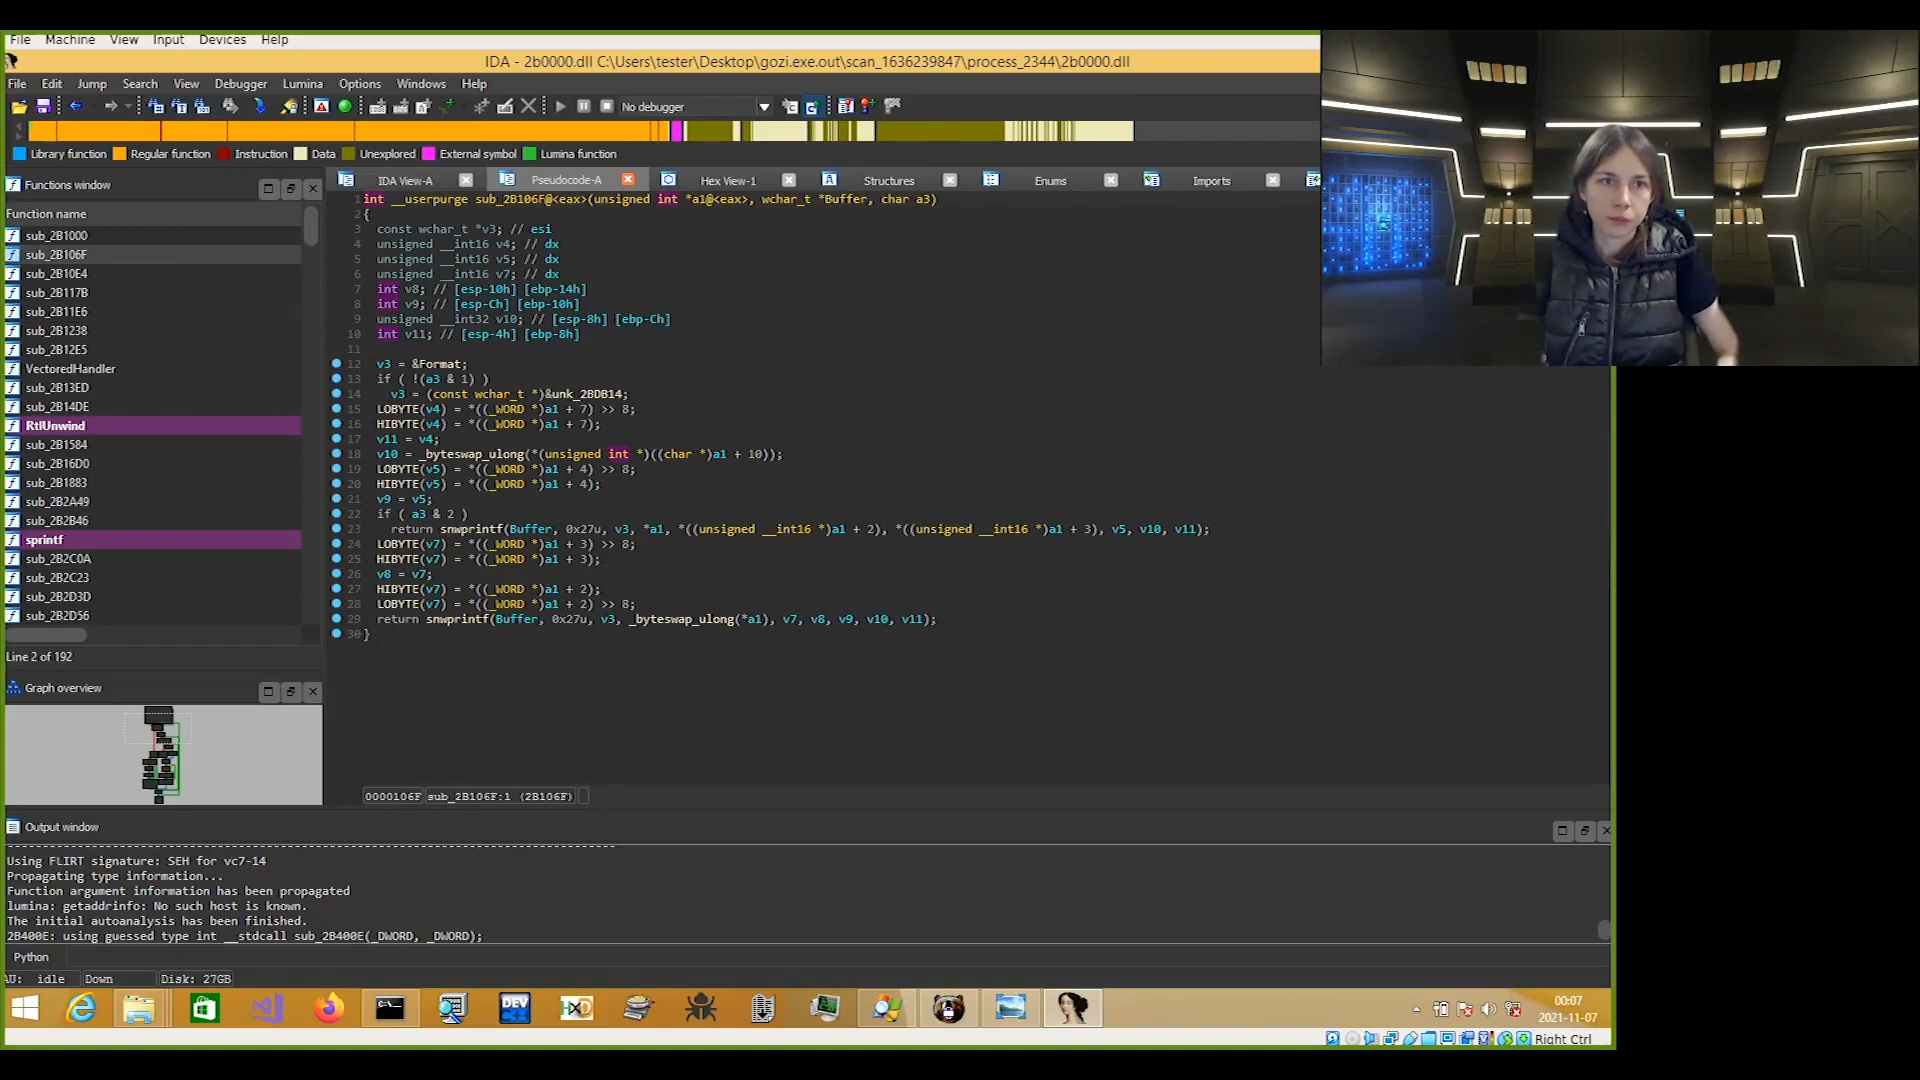 File Machine View Input Devices Help
IDA - 2b0000.dll C:\Users\tester\Desktop\gozi.exe.out\scan_1636239847\process_2344\2b0000.dll
File Edit Jump Search View Debugger Lumina Options Windows Help
No debugger
Library function Regular function Instruction Data Unexplored External symbol Lumina function
Functions window
IDA View-A Pseudocode-A Hex View-1 Structures Enums Imports
Function name
sub_2B1000
sub_2B106F
sub_2B10E4
sub_2B117B
sub_2B11E6
sub_2B1238
sub_2B12E5
VectoredHandler
sub_2B13ED
sub_2B14DE
RtlUnwind
sub_2B1584
sub_2B16D0
sub_2B1883
sub_2B2A49
sub_2B2B46
sprintf
sub_2B2C0A
sub_2B2C23
sub_2B2D3D
sub_2B2D56
Line 2 of 192
Graph overview
1 int __userpurge sub_2B106F@<eax>(unsigned int *a1@<eax>, wchar_t *Buffer, char a3)
2 {
3 const wchar_t *v3; // esi
4 unsigned __int16 v4; // dx
5 unsigned __int16 v5; // dx
6 unsigned __int16 v7; // dx
7 int v8; // [esp-10h] [ebp-14h]
8 int v9; // [esp-Ch] [ebp-10h]
9 unsigned __int32 v10; // [esp-8h] [ebp-Ch]
10 int v11; // [esp-4h] [ebp-8h]
11
12 v3 = &Format;
13 if ( !(a3 & 1) )
14 v3 = (const wchar_t *)&unk_2BDB14;
15 LOBYTE(v4) = *((_WORD *)a1 + 7) >> 8;
16 HIBYTE(v4) = *((_WORD *)a1 + 7);
17 v11 = v4;
18 v10 = _byteswap_ulong(*(unsigned int *)((char *)a1 + 10));
19 LOBYTE(v5) = *((_WORD *)a1 + 4) >> 8;
20 HIBYTE(v5) = *((_WORD *)a1 + 4);
21 v9 = v5;
22 if ( a3 & 2 )
23 return snwprintf(Buffer, 0x27u, v3, *a1, *((unsigned __int16 *)a1 + 2), *((unsigned __int16 *)a1 + 3), v5, v10, v11);
24 LOBYTE(v7) = *((_WORD *)a1 + 3) >> 8;
25 HIBYTE(v7) = *((_WORD *)a1 + 3);
26 v8 = v7;
27 HIBYTE(v7) = *((_WORD *)a1 + 2);
28 LOBYTE(v7) = *((_WORD *)a1 + 2) >> 8;
29 return snwprintf(Buffer, 0x27u, v3, _byteswap_ulong(*a1), v7, v8, v9, v10, v11);
30 }
0000106F sub_2B106F:1 (2B106F)
Output window
Using FLIRT signature: SEH for vc7-14
Propagating type information...
Function argument information has been propagated
lumina: getaddrinfo: No such host is known.
The initial autoanalysis has been finished.
2B400E: using guessed type int __stdcall sub_2B400E(_DWORD, _DWORD);
Python
AU: idle Down Disk: 27GB
DEV
00:07
2021-11-07
Right Ctrl